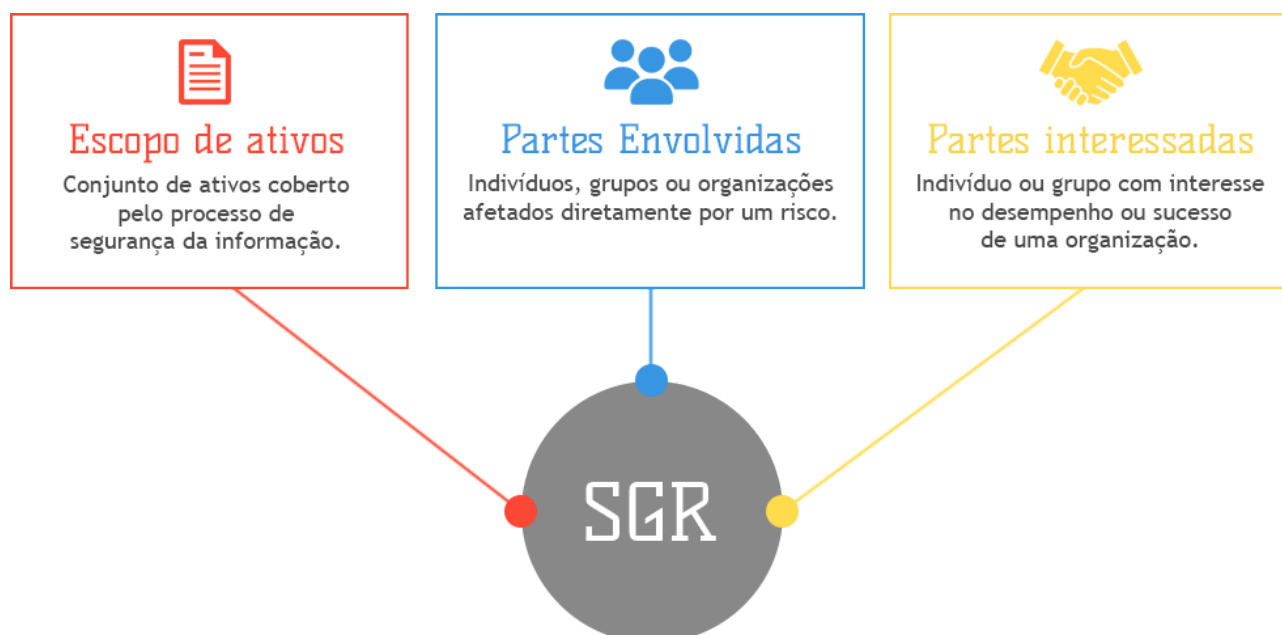 Escopo de ativos
Conjunto de ativos coberto
pelo processo de
segurança da informação.
Partes Envolvidas
Indivíduos, grupos ou organizações
afetados diretamente por um risco.
Partes interessadas
Indivíduo ou grupo com interesse
no desempenho ou sucesso
de uma organização.
SGR